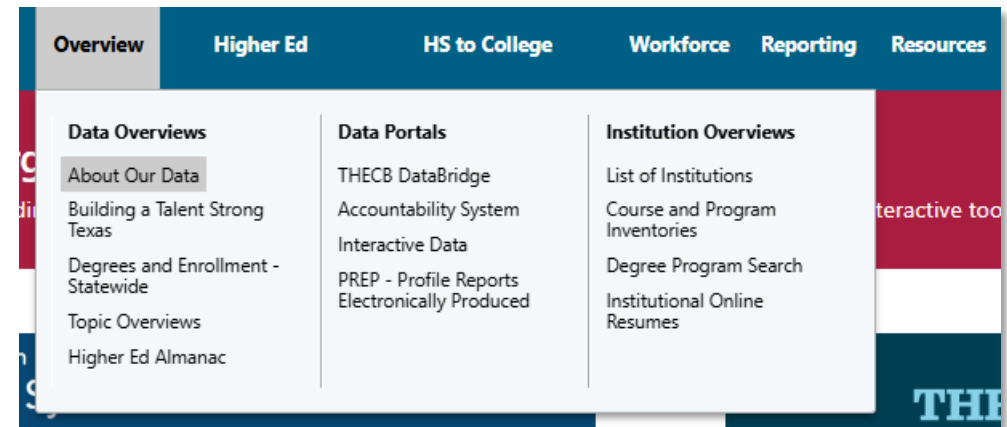 Overview Higher Ed HS to College Workforce Reporting Resources
Data Overviews
About Our Data
Building a Talent Strong
Texas
Degrees and Enrollment -
Statewide
Topic Overviews
Higher Ed Almanac
Data Portals
THECB DataBridge
Accountability System
Interactive Data
PREP - Profile Reports
Electronically Produced
Institution Overviews
List of Institutions
Course and Program
Inventories
Degree Program Search
Institutional Online
Resumes
teractive too